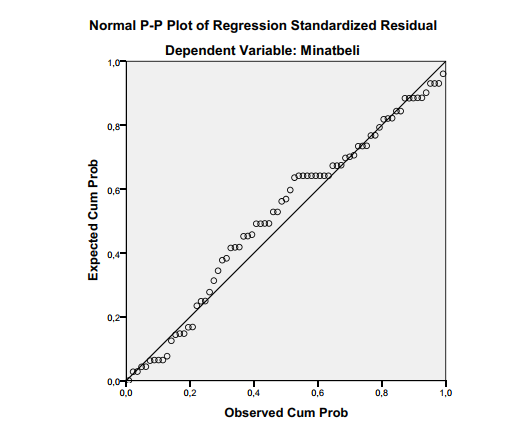 Normal P-P Plot of Regression Standardized Residual
Dependent Variable: Minatbeli
1,0
0,8
0,6
0,4
0,2
0,0
Expected Cum Prob
0,0 0,2 0,4 0,6 0,8 1,0
Observed Cum Prob